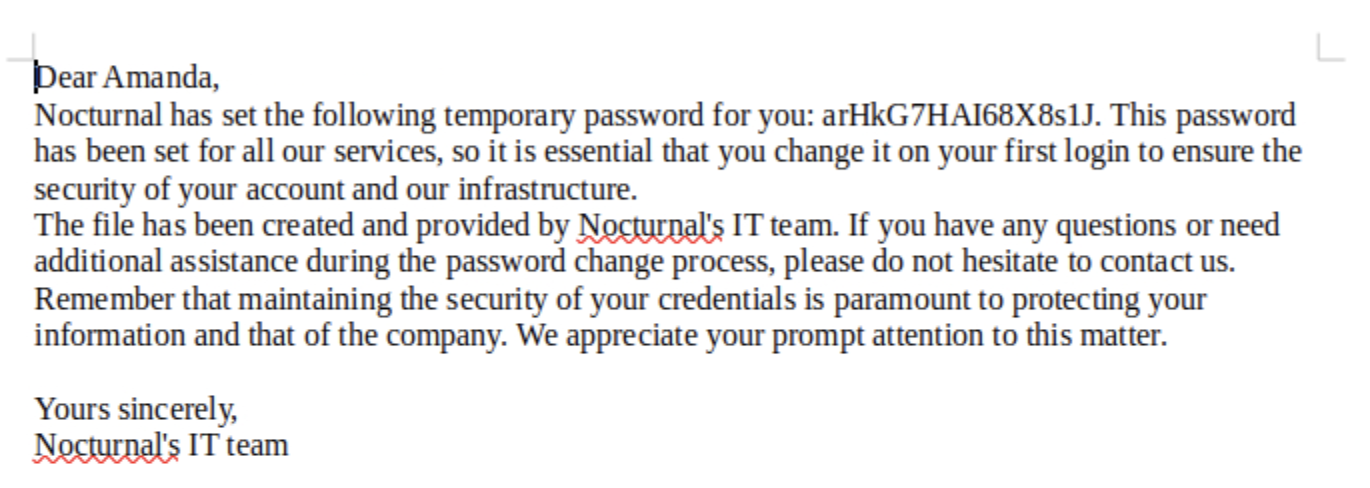 Dear Amanda,
Nocturnal has set the following temporary password for you: arHkG7HAI68X8s1J. This password
has been set for all our services, so it is essential that you change it on your first login to ensure the
security of your account and our infrastructure.
The file has been created and provided by Nocturnal's IT team. If you have any questions or need
additional assistance during the password change process, please do not hesitate to contact us.
Remember that maintaining the security of your credentials is paramount to protecting your
information and that of the company. We appreciate your prompt attention to this matter.
Yours sincerely,
Nocturnal's IT team